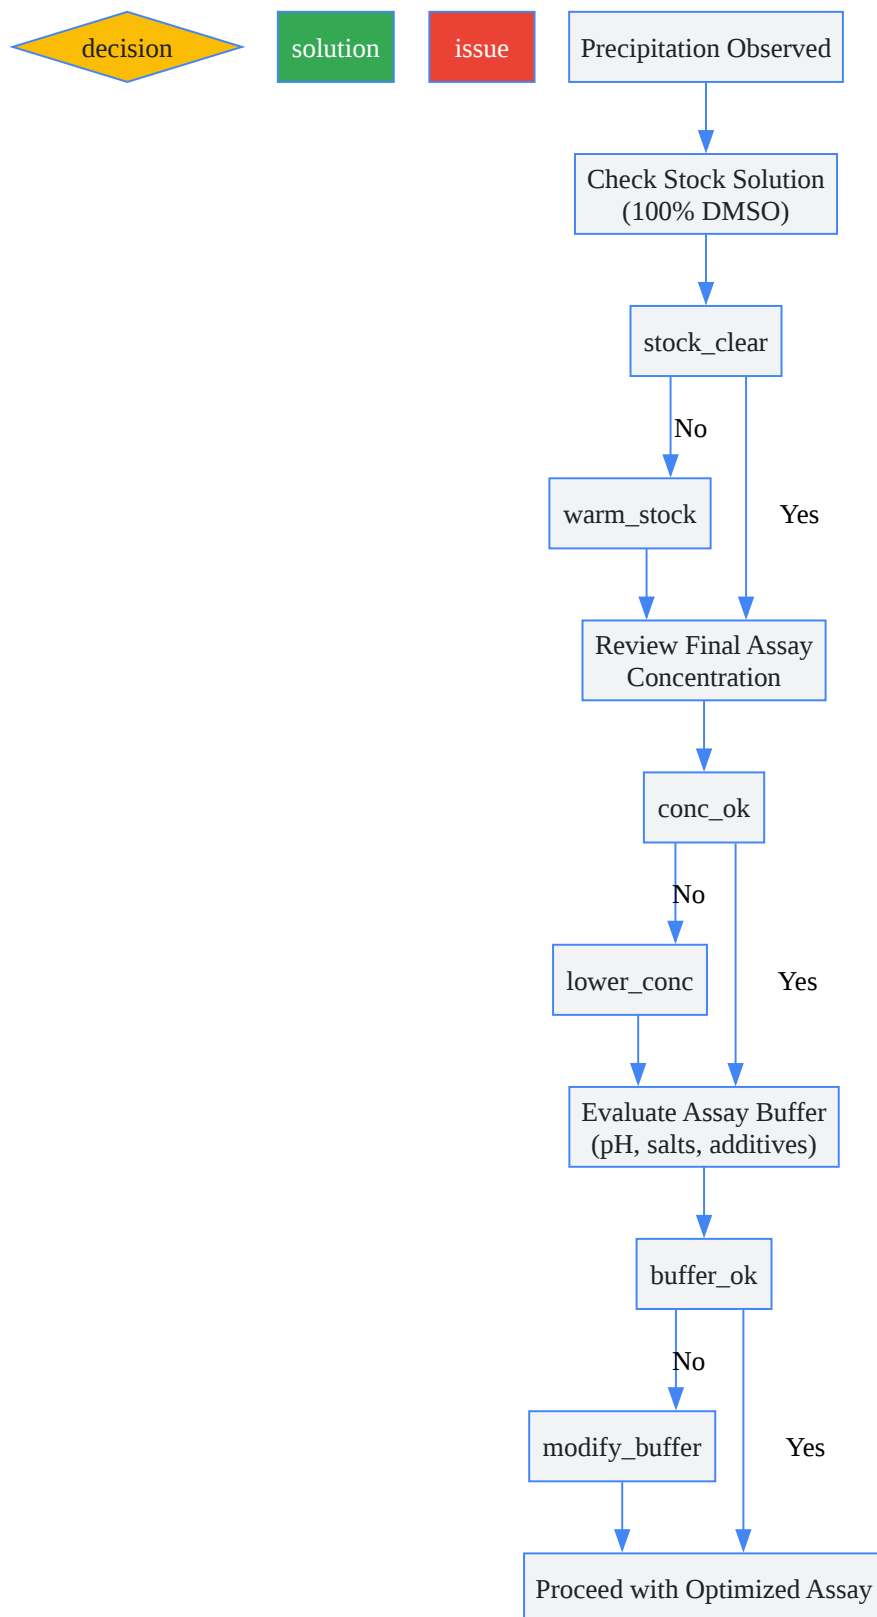 decision
solution
issue
Precipitation Observed
Check Stock Solution
(100% DMSO)
stock_clear
No
warm_stock
Yes
Review Final Assay
Concentration
conc_ok
No
lower_conc
Yes
Evaluate Assay Buffer
(pH, salts, additives)
buffer_ok
No
modify_buffer
Yes
Proceed with Optimized Assay